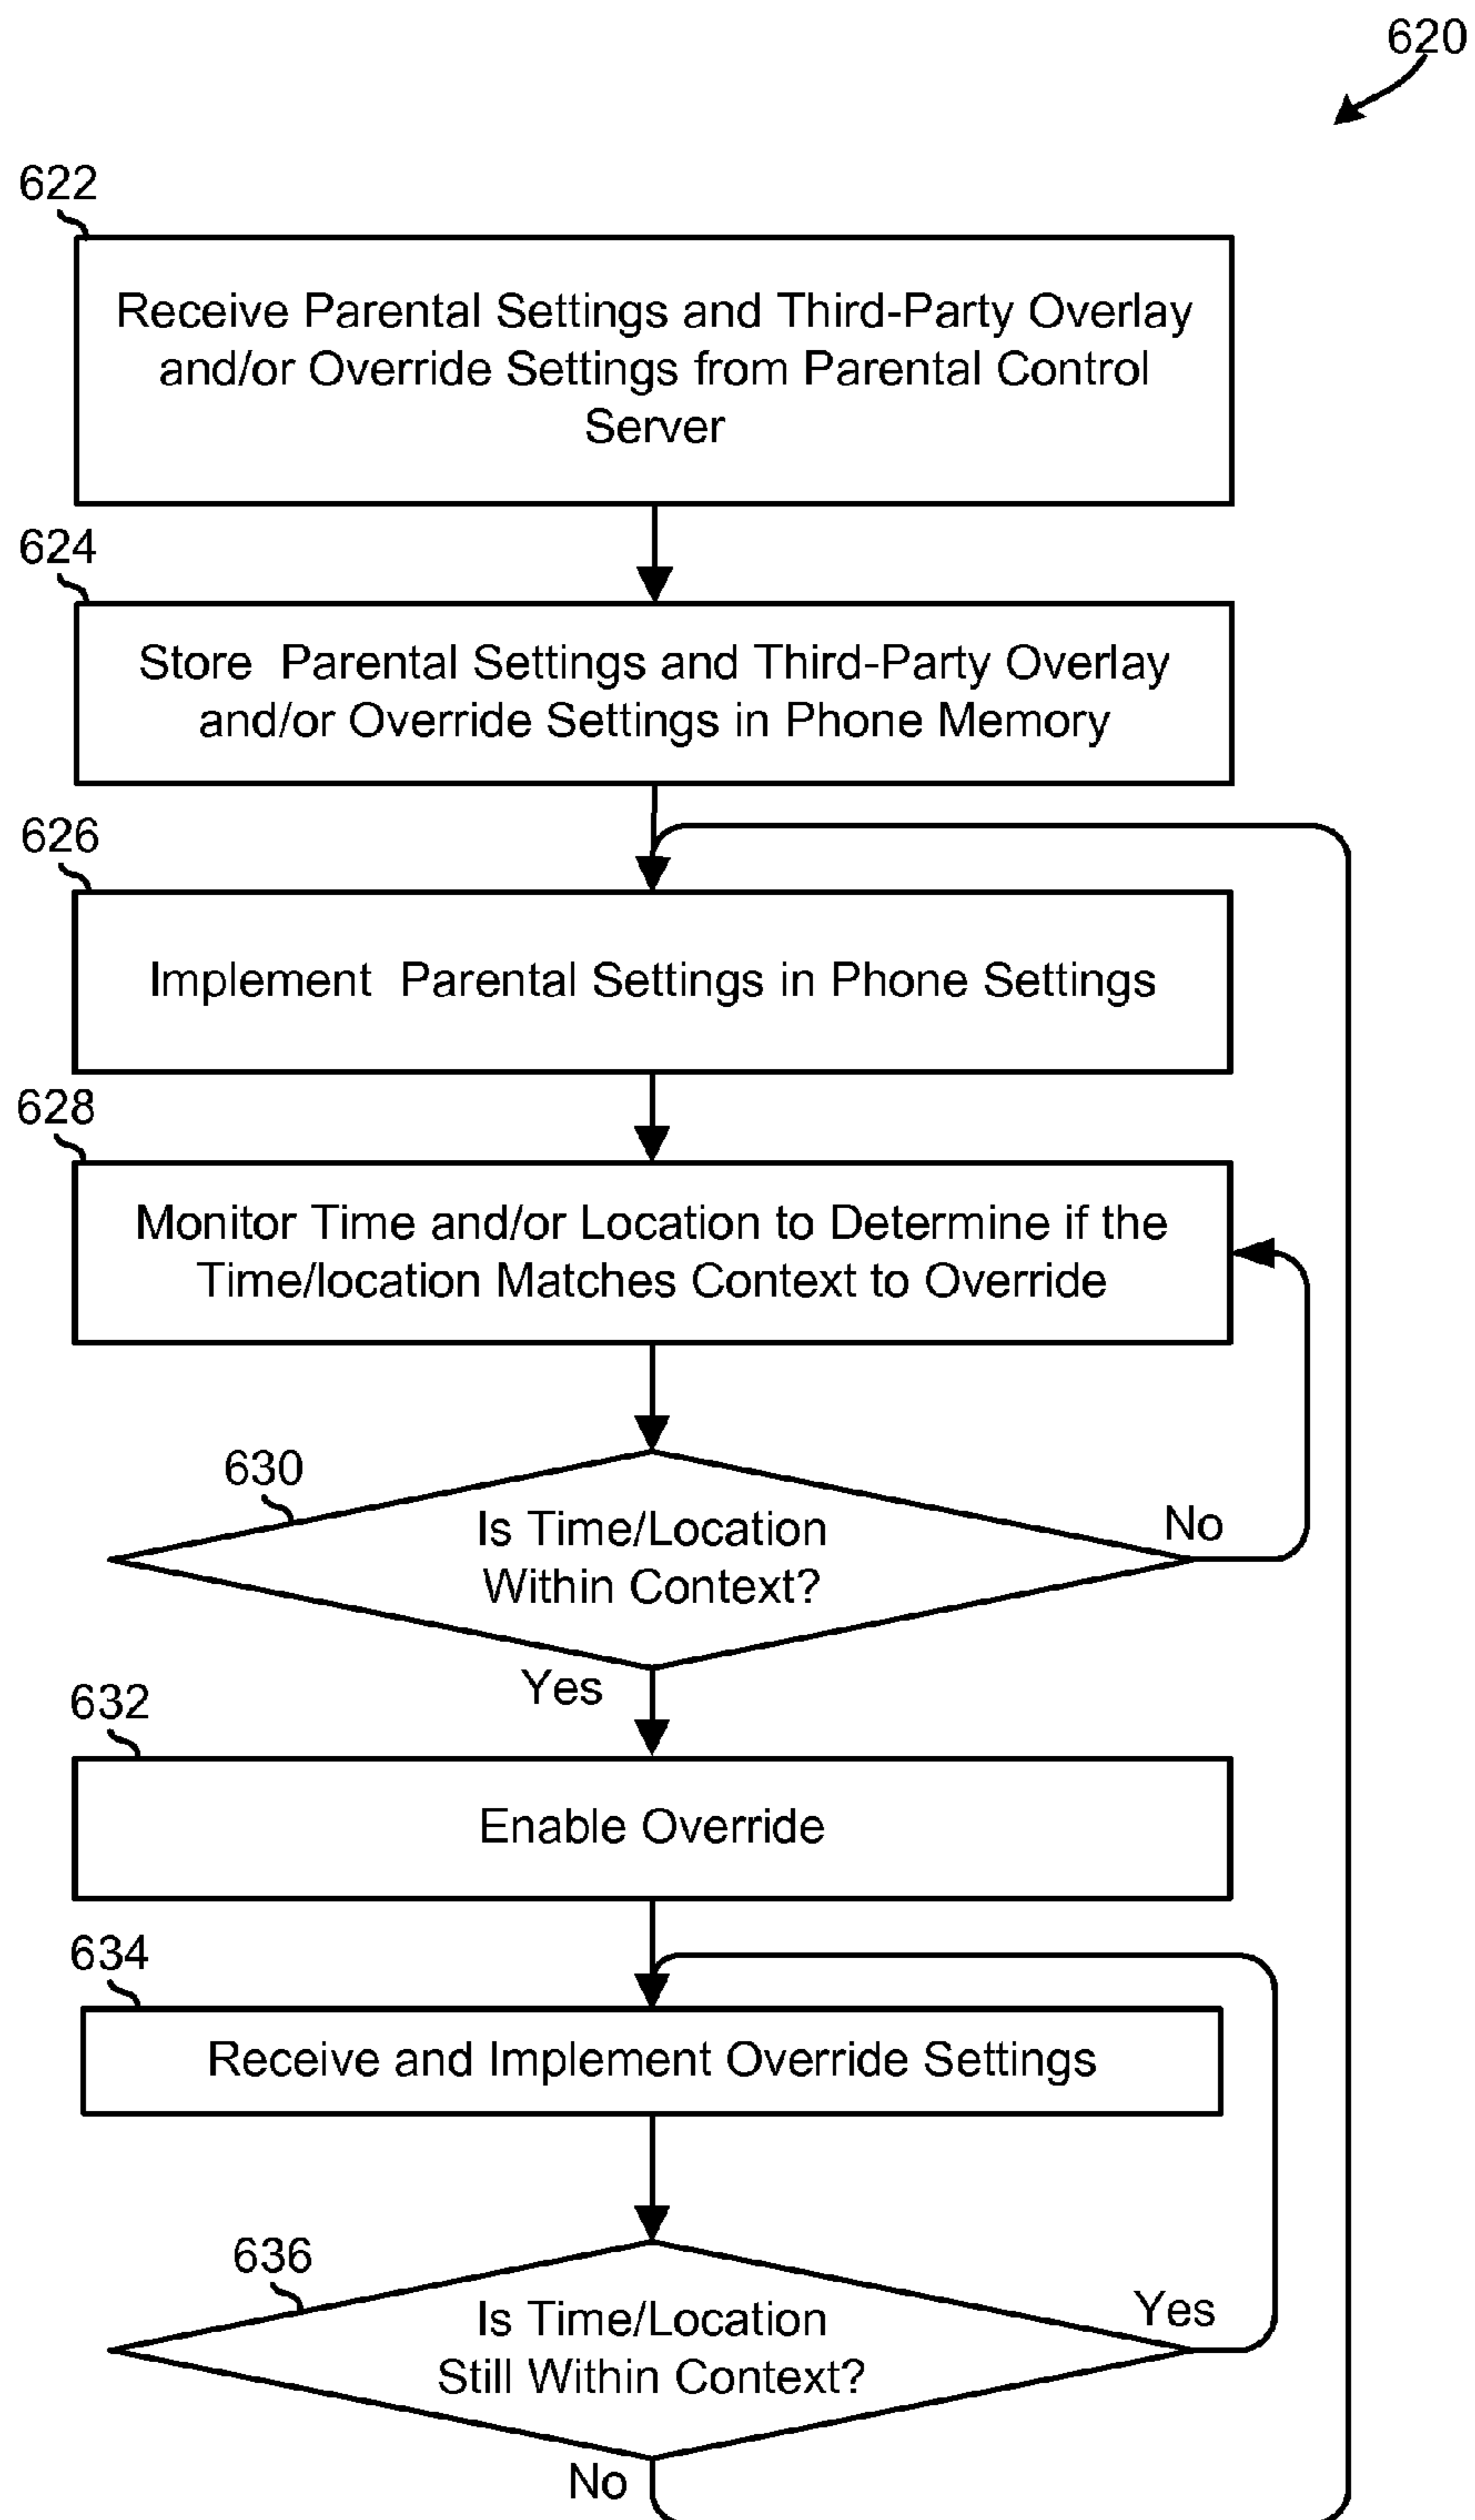 620
622
Receive Parental Settings and Third-Party Overlay
and/or Override Settings from Parental Control
Server
624
Store Parental Settings and Third-Party Overlay
and/or Override Settings in Phone Memory
626
Implement Parental Settings in Phone Settings
628
Monitor Time and/or Location to Determine if the
Time/location Matches Context to Override
630
Is Time/Location
Within Context?
No
Yes
632
Enable Override
634
Receive and Implement Override Settings
636
Is Time/Location
Still Within Context?
Yes
No